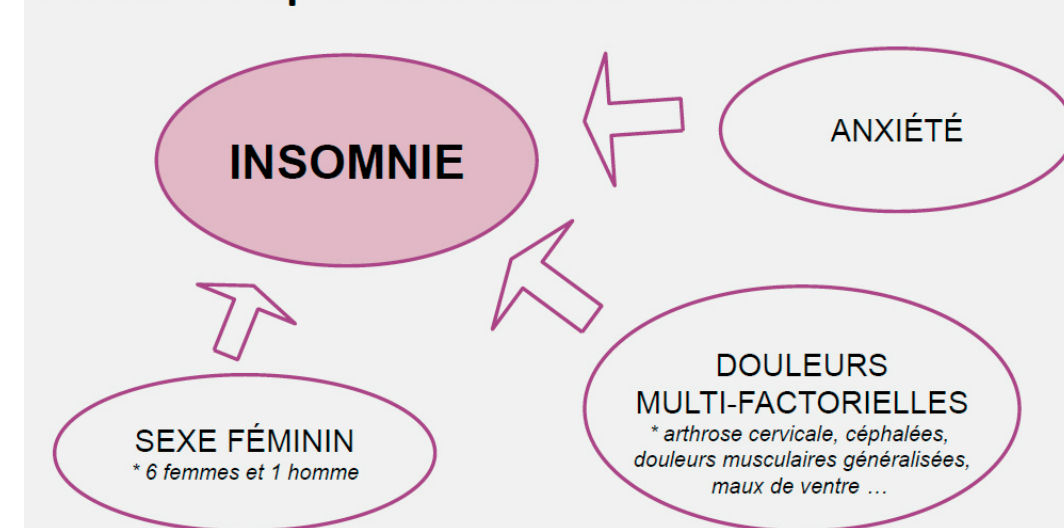 INSOMNIE
ANXIÉTÉ
DOULEURS
MULTI-FACTORIELLES
* arthrose cervicale, céphalées,
douleurs musculaires généralisées,
maux de ventre …
SEXE FÉMININ
* 6 femmes et 1 homme